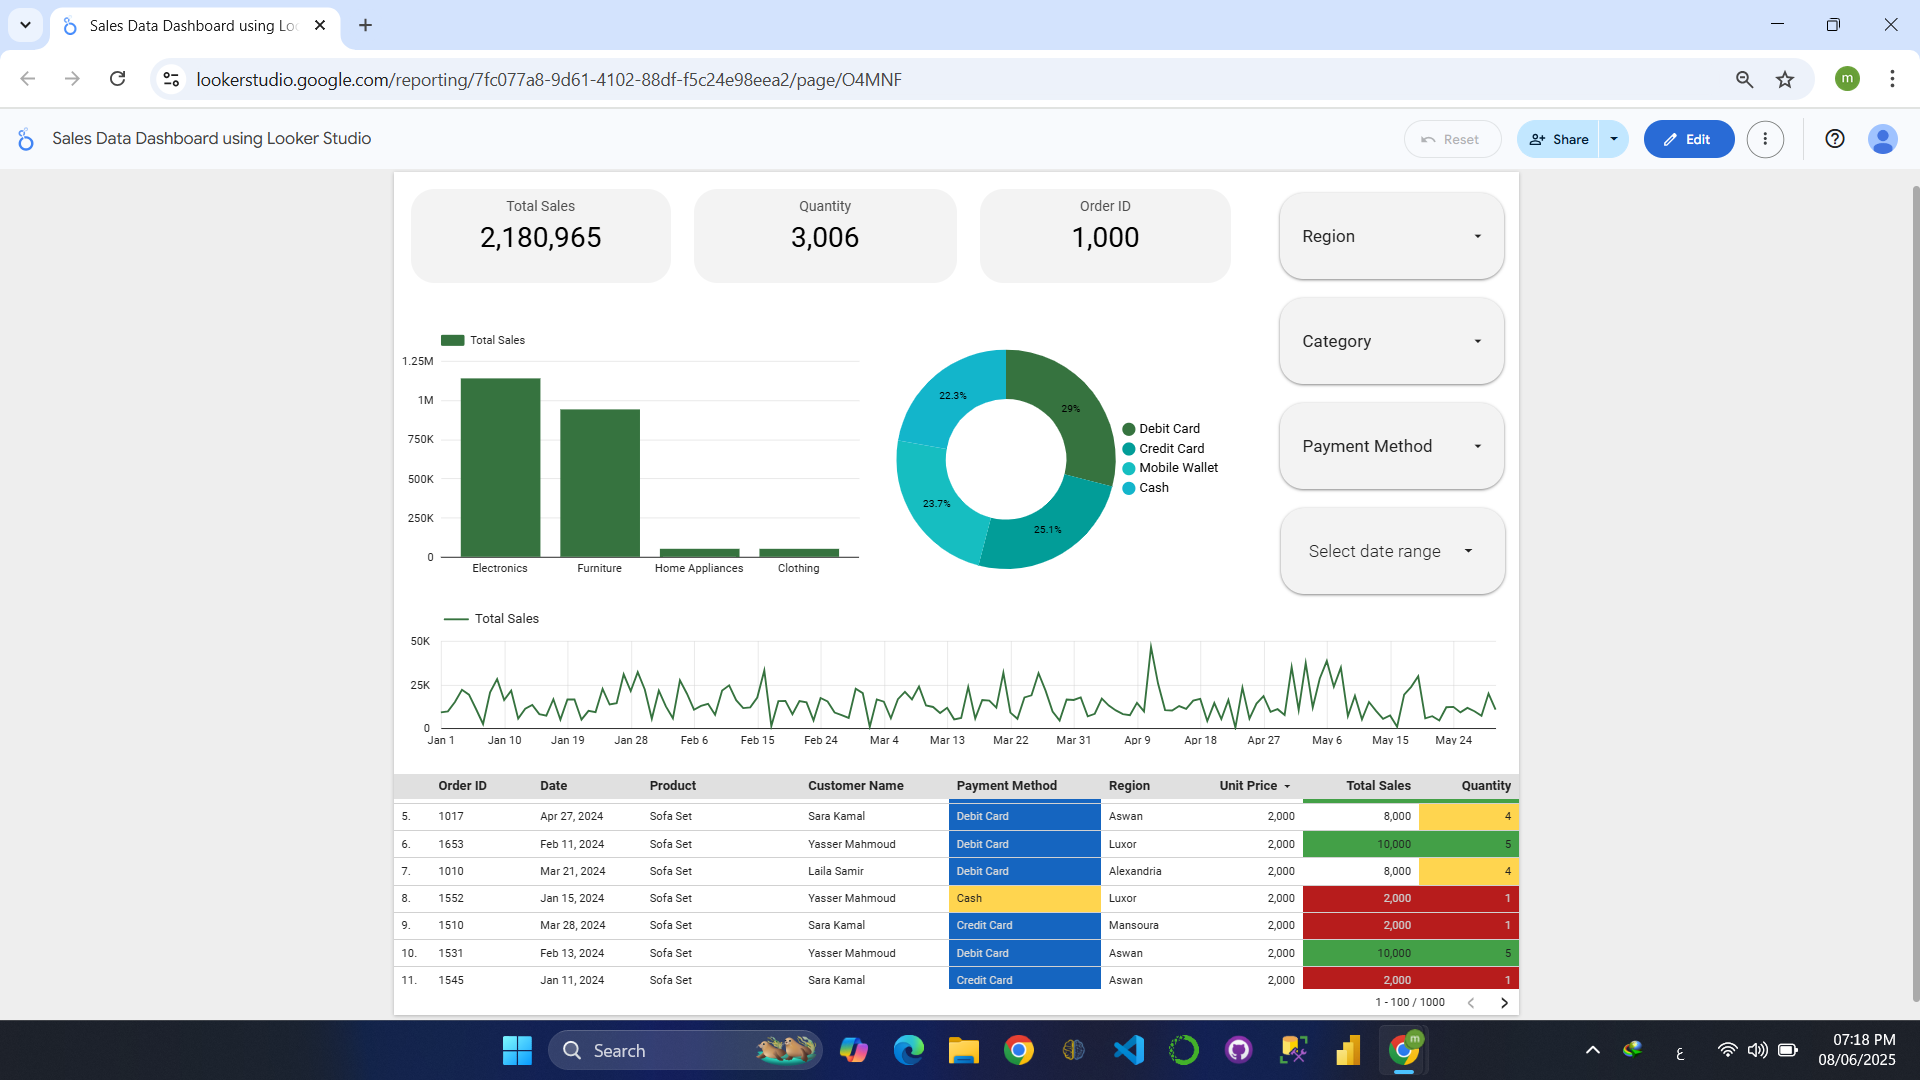 Sales Data Dashboard using Loo
lookerstudio.google.com/reporting/7fc077a8-9d61-4102-88df-f5c24e98eea2/page/O4MNF
m
Sales Data Dashboard using Looker Studio
Reset
Share
Edit
Total Sales
2,180,965
Quantity
3,006
Order ID
1,000
Region
Category
Payment Method
Select date range
Total Sales
1.25M
1M
750K
500K
250K
0
Electronics Furniture Home Appliances Clothing
22.3%
29%
23.7%
25.1%
Debit Card
Credit Card
Mobile Wallet
Cash
Total Sales
50K
25K
0
Jan 1 Jan 10 Jan 19 Jan 28 Feb 6 Feb 15 Feb 24 Mar 4 Mar 13 Mar 22 Mar 31 Apr 9 Apr 18 Apr 27 May 6 May 15 May 24
Order ID Date Product Customer Name Payment Method Region Unit Price Total Sales Quantity
5. 1017 Apr 27, 2024 Sofa Set Sara Kamal Debit Card Aswan 2,000 8,000 4
6. 1653 Feb 11, 2024 Sofa Set Yasser Mahmoud Debit Card Luxor 2,000 10,000 5
7. 1010 Mar 21, 2024 Sofa Set Laila Samir Debit Card Alexandria 2,000 8,000 4
8. 1552 Jan 15, 2024 Sofa Set Yasser Mahmoud Cash Luxor 2,000 2,000 1
9. 1510 Mar 28, 2024 Sofa Set Sara Kamal Credit Card Mansoura 2,000 2,000 1
10. 1531 Feb 13, 2024 Sofa Set Yasser Mahmoud Debit Card Aswan 2,000 10,000 5
11. 1545 Jan 11, 2024 Sofa Set Sara Kamal Credit Card Aswan 2,000 2,000 1
1 - 100 / 1000
Search
m
ع
07:18 PM
08/06/2025